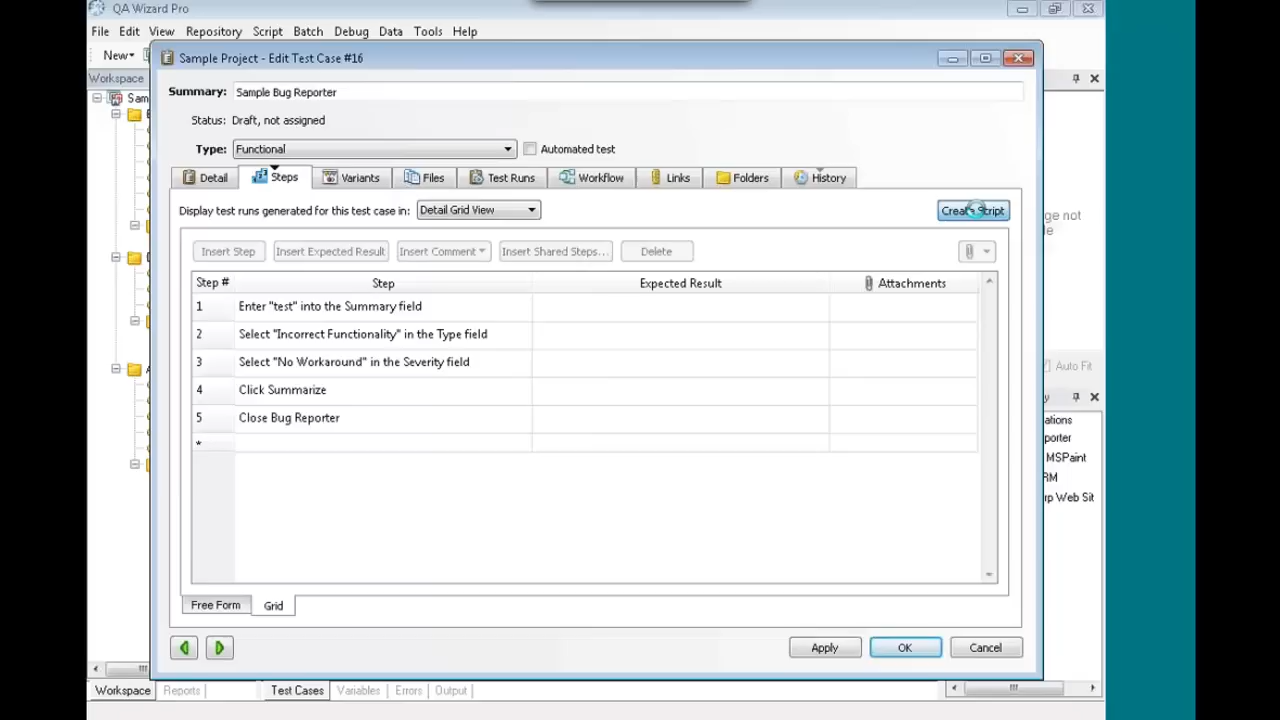 QA Wizard Pro
File Edit View Repository Script Batch Debug Data Tools Help
New
Workspace
Sam
Sample Project - Edit Test Case #16
Summary: Sample Bug Reporter
Status: Draft, not assigned
Type: Functional Automated test
Detail Steps Variants Files Test Runs Workflow Links Folders History
Display test runs generated for this test case in: Detail Grid View Create Script
Insert Step Insert Expected Result Insert Comment Insert Shared Steps... Delete
Step # Step Expected Result Attachments
1 Enter "test" into the Summary field
2 Select "Incorrect Functionality" in the Type field
3 Select "No Workaround" in the Severity field
4 Click Summarize
5 Close Bug Reporter
*
Free Form Grid
Apply OK Cancel
ge not
e
Auto Fit
y
ations
porter
MSPaint
RM
rp Web Sit
Workspace Reports Test Cases Variables Errors Output